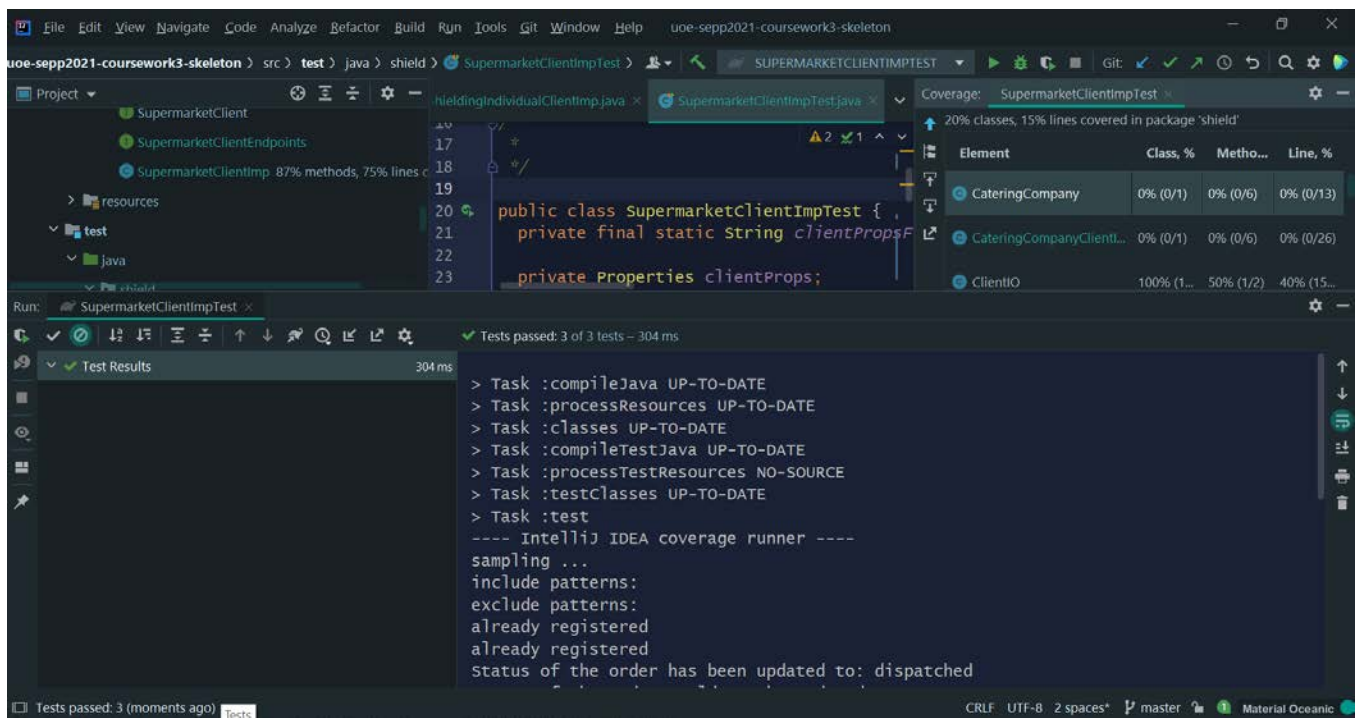 File Edit View Navigate Code Analyze Refactor Build Run Tools Git Window Help uoe-sepp2021-coursework3-skeleton
uoe-sepp2021-coursework3-skeleton › src › test › java › shield › SupermarketClientImpTest › SUPERMARKETCLIENTIMPTEST Git:
Project
SupermarketClient
SupermarketClientEndpoints
SupermarketClientImp 87% methods, 75% lines c
resources
test
java
hieldingIndividualClientImp.java × SupermarketClientImpTest.java ×
2 1
17 *
18 */
19
20 public class SupermarketClientImpTest {
21 private final static String clientPropsF
22
23 private Properties clientProps;
Coverage: SupermarketClientImpTest ×
20% classes, 15% lines covered in package 'shield'
Element Class, % Metho... Line, %
CateringCompany 0% (0/1) 0% (0/6) 0% (0/13)
CateringCompanyClientI... 0% (0/1) 0% (0/6) 0% (0/26)
ClientIO 100% (1... 50% (1/2) 40% (15...
Run: SupermarketClientImpTest ×
Tests passed: 3 of 3 tests – 304 ms
Test Results 304 ms
> Task :compileJava UP-TO-DATE
> Task :processResources UP-TO-DATE
> Task :classes UP-TO-DATE
> Task :compileTestJava UP-TO-DATE
> Task :processTestResources NO-SOURCE
> Task :testClasses UP-TO-DATE
> Task :test
---- IntelliJ IDEA coverage runner ----
sampling ...
include patterns:
exclude patterns:
already registered
already registered
Status of the order has been updated to: dispatched
Tests passed: 3 (moments ago) Tests CRLF UTF-8 2 spaces* master 1 Material Oceanic